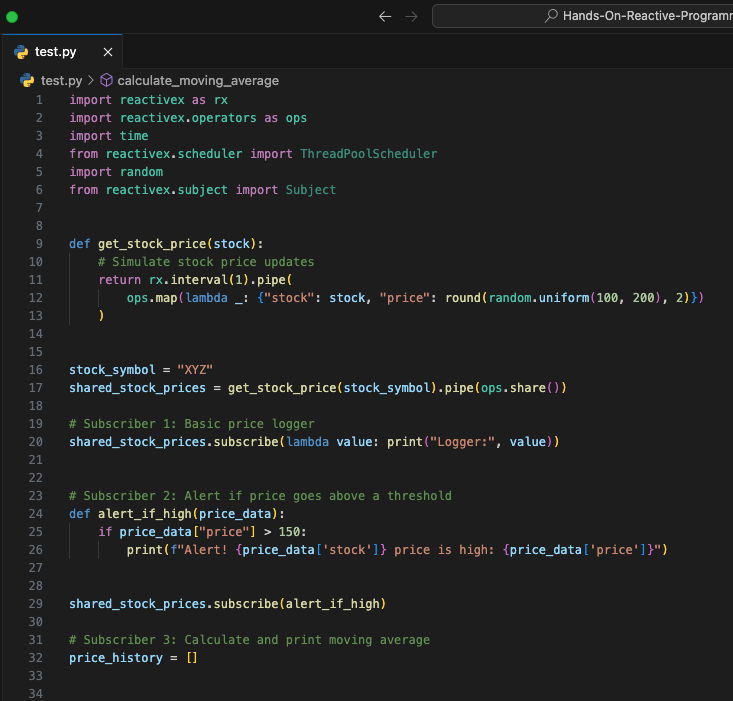 Hands-On-Reactive-Programm
test.py
test.py > calculate_moving_average
1 import reactivex as rx
2 import reactivex.operators as ops
3 import time
4 from reactivex.scheduler import ThreadPoolScheduler
5 import random
6 from reactivex.subject import Subject
7
8
9 def get_stock_price(stock):
10     # Simulate stock price updates
11     return rx.interval(1).pipe(
12         ops.map(lambda _: {"stock": stock, "price": round(random.uniform(100, 200), 2)})
13     )
14
15
16 stock_symbol = "XYZ"
17 shared_stock_prices = get_stock_price(stock_symbol).pipe(ops.share())
18
19 # Subscriber 1: Basic price logger
20 shared_stock_prices.subscribe(lambda value: print("Logger:", value))
21
22
23 # Subscriber 2: Alert if price goes above a threshold
24 def alert_if_high(price_data):
25     if price_data["price"] > 150:
26         print(f"Alert! {price_data['stock']} price is high: {price_data['price']}")
27
28
29 shared_stock_prices.subscribe(alert_if_high)
30
31 # Subscriber 3: Calculate and print moving average
32 price_history = []
33
34